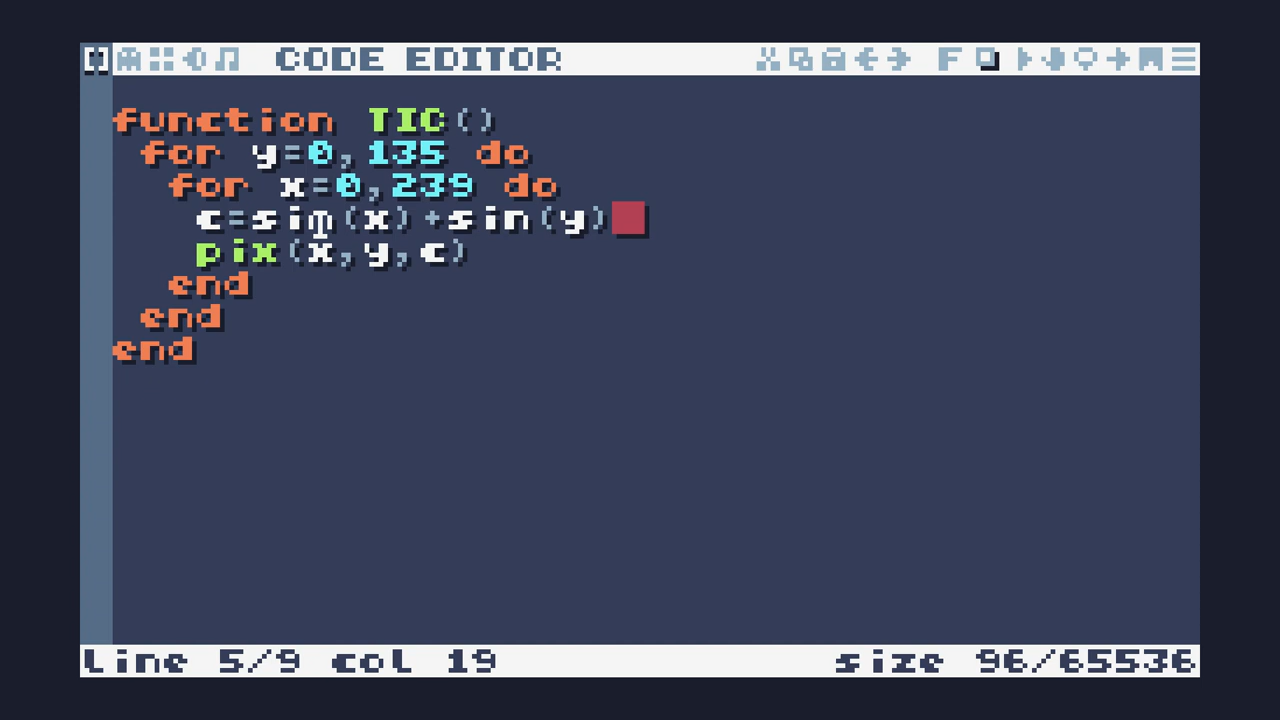 CODE EDITOR F
function TIC()
for y=0,135 do
for x=0,239 do
c=sin(x)+sin(y)
pix(x,y,c)
end
end
end
line 5/9 col 19 size 96/65536